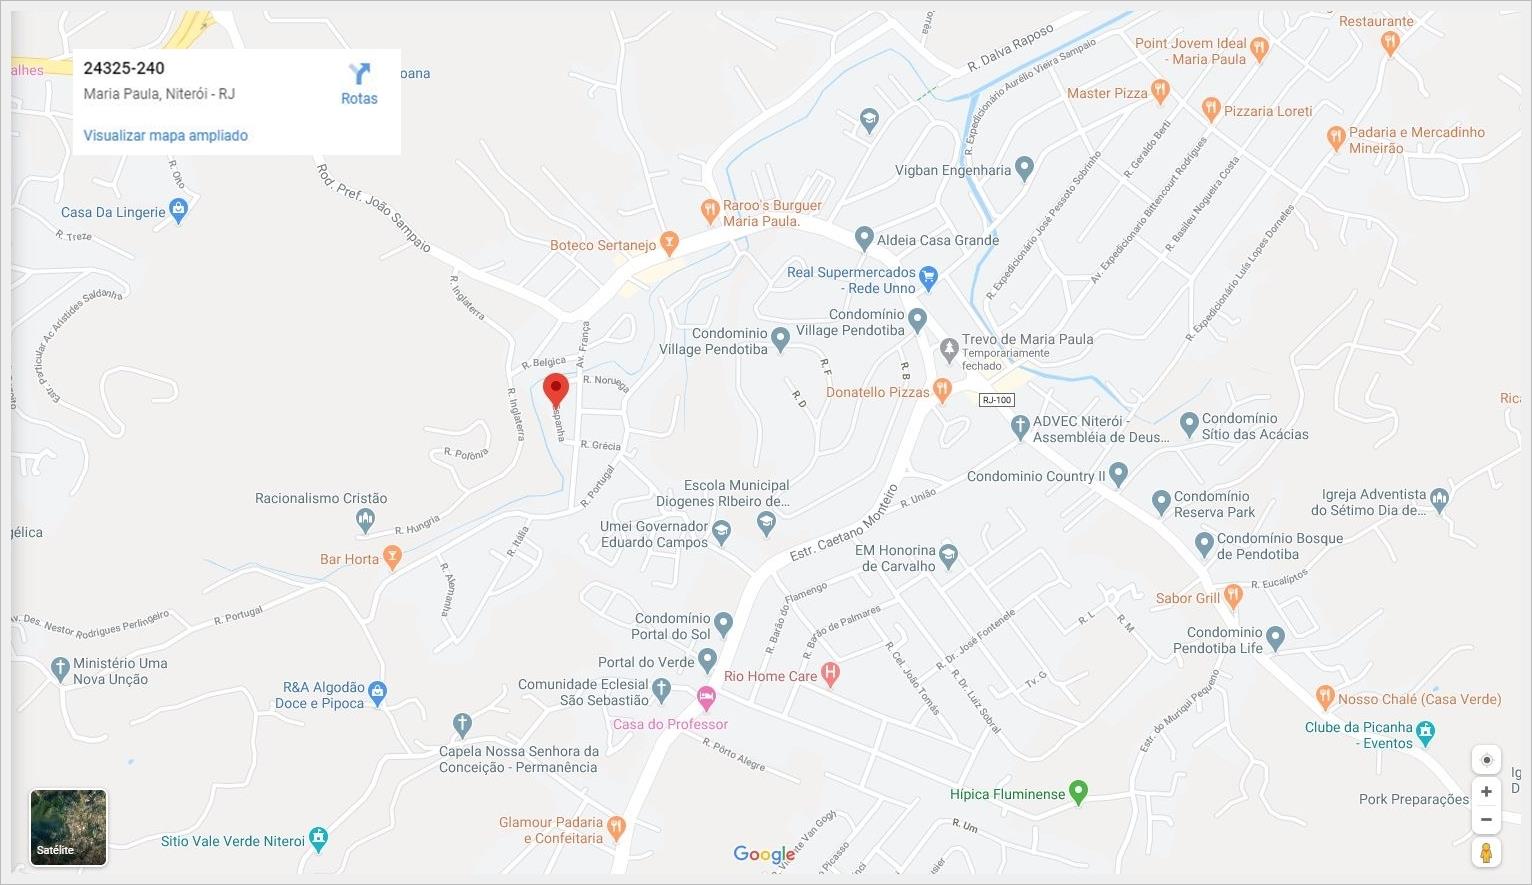 24325-240
Maria Paula, Niterói - RJ
Rotas
Visualizar mapa ampliado
alhes
oana
R. Dalva Raposo
Restaurante
Point Jovem Ideal
- Maria Paula
R. Expedicionário Aurélio Vieira Sampaio
Master Pizza
Pizzaria Loreti
Padaria e Mercadinho
Mineirão
R. Geraldo Berti
Vigban Engenharia
R. Expedicionário José Pessoto Sobrinho
Av. Expedicionario Bittencourt Rodrigues
R. Basileu Nogueira Costa
R. Expedicionário Luís Lopes Dorneles
R. Oito
Casa Da Lingerie
R. Treze
Rod. Pref. João Sampaio
Raroo's Burguer
Maria Paula.
Boteco Sertanejo
Aldeia Casa Grande
Real Supermercados
- Rede Unno
Estr. Particular Ac Aristides Saldanha
R. Inglaterra
Av. França
Condomínio
Village Pendotiba
Condominio
Village Pendotiba
Trevo de Maria Paula
Temporariamente
fechado
R. Belgica
R. Noruega
R. F
R. B
R. D
Donatello Pizzas
RJ-100
Rica
R. Inglaterra
spanha
R. Grécia
ADVEC Niterói -
Assembléia de Deus...
Condomínio
Sítio das Acácias
R. Polônia
R. Portugal
Condominio Country II
Escola Municipal
Diogenes RIbeiro de...
R. União
Condomínio
Reserva Park
Igreja Adventista
do Sétimo Dia de...
Racionalismo Cristão
R. Hungria
gélica
Umei Governador
Eduardo Campos
Estr. Caetano Monteiro
R. Itália
Condomínio Bosque
de Pendotiba
Bar Horta
EM Honorina
de Carvalho
R. Alemanha
R. Eucaliptos
Sabor Grill
R. Barão do Flamengo
R. Barão de Palmares
R. Portugal
Av. Des. Nestor Rodrigues Perlingeiro
Condomínio
Portal do Sol
R. Dr. José Fontenele
R. L
R. M
Condominio
Pendotiba Life
Ministério Uma
Nova Unção
Portal do Verde
R. Cel. João Tomás
R. Dr. Luiz Sobral
Tv. G
Rio Home Care
Comunidade Eclesial
São Sebastião
R&A Algodão
Doce e Pipoca
Estr. do Muriqui Pequeno
Nosso Chalé (Casa Verde)
Casa do Professor
Clube da Picanha
- Eventos
R. Pôrto Alegre
Capela Nossa Senhora da
Conceição - Permanência
Hípica Fluminense
Pork Preparações
Satélite
Sitio Vale Verde Niteroi
Glamour Padaria
e Confeitaria
Google
Van Gogh
Picasso
R. Um